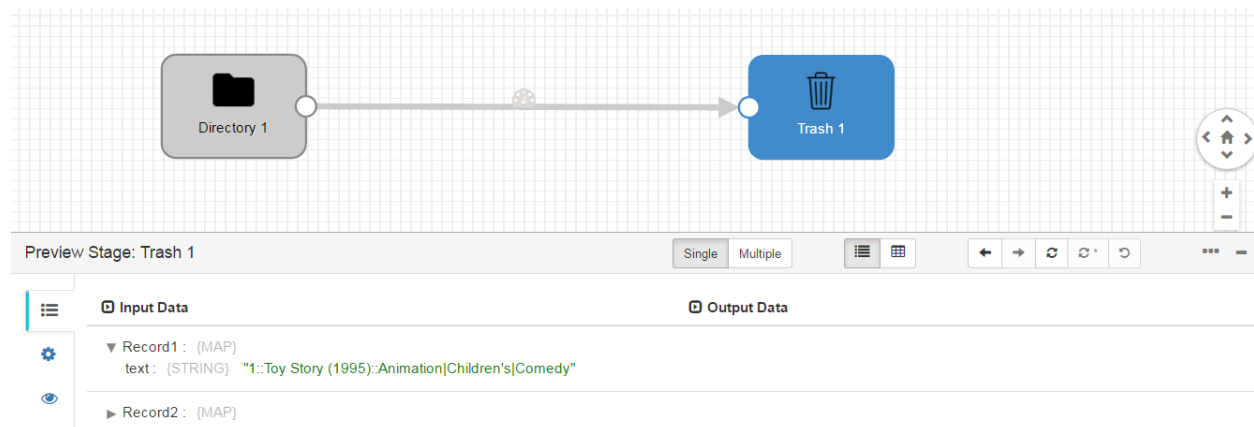 Directory 1
Trash 1
Preview Stage: Trash 1
Single Multiple
Input Data Output Data
Record1 : {MAP}
text : {STRING} "1::Toy Story (1995)::Animation|Children's|Comedy"
Record2 : {MAP}